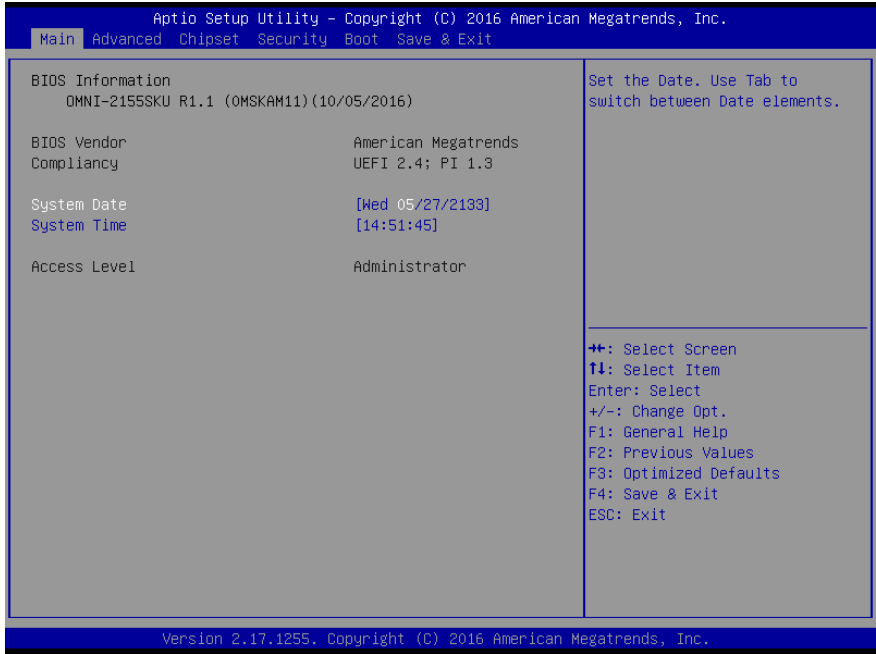 Aptio Setup Utility – Copyright (C) 2016 American Megatrends, Inc.
Main Advanced Chipset Security Boot Save & Exit
BIOS Information
OMNI-2155SKU R1.1 (OMSKAM11)(10/05/2016)
BIOS Vendor American Megatrends
Compliancy UEFI 2.4; PI 1.3
System Date [Wed 05/27/2133]
System Time [14:51:45]
Access Level Administrator
Set the Date. Use Tab to
switch between Date elements.
→←: Select Screen
↑↓: Select Item
Enter: Select
+/-: Change Opt.
F1: General Help
F2: Previous Values
F3: Optimized Defaults
F4: Save & Exit
ESC: Exit
Version 2.17.1255. Copyright (C) 2016 American Megatrends, Inc.